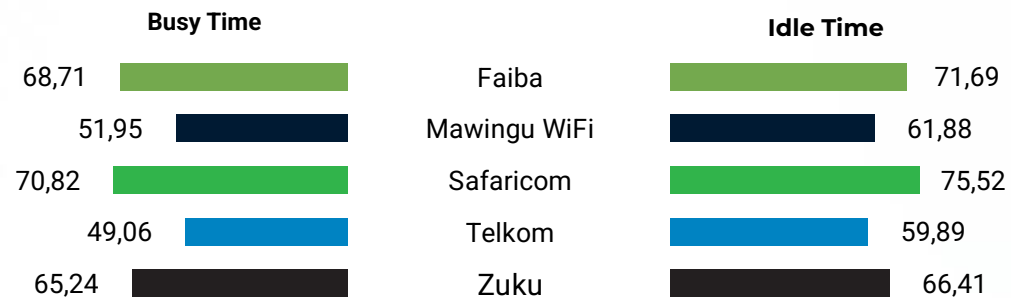 Busy Time Idle Time
68,71 Faiba 71,69
51,95 Mawingu WiFi 61,88
70,82 Safaricom 75,52
49,06 Telkom 59,89
65,24 Zuku 66,41